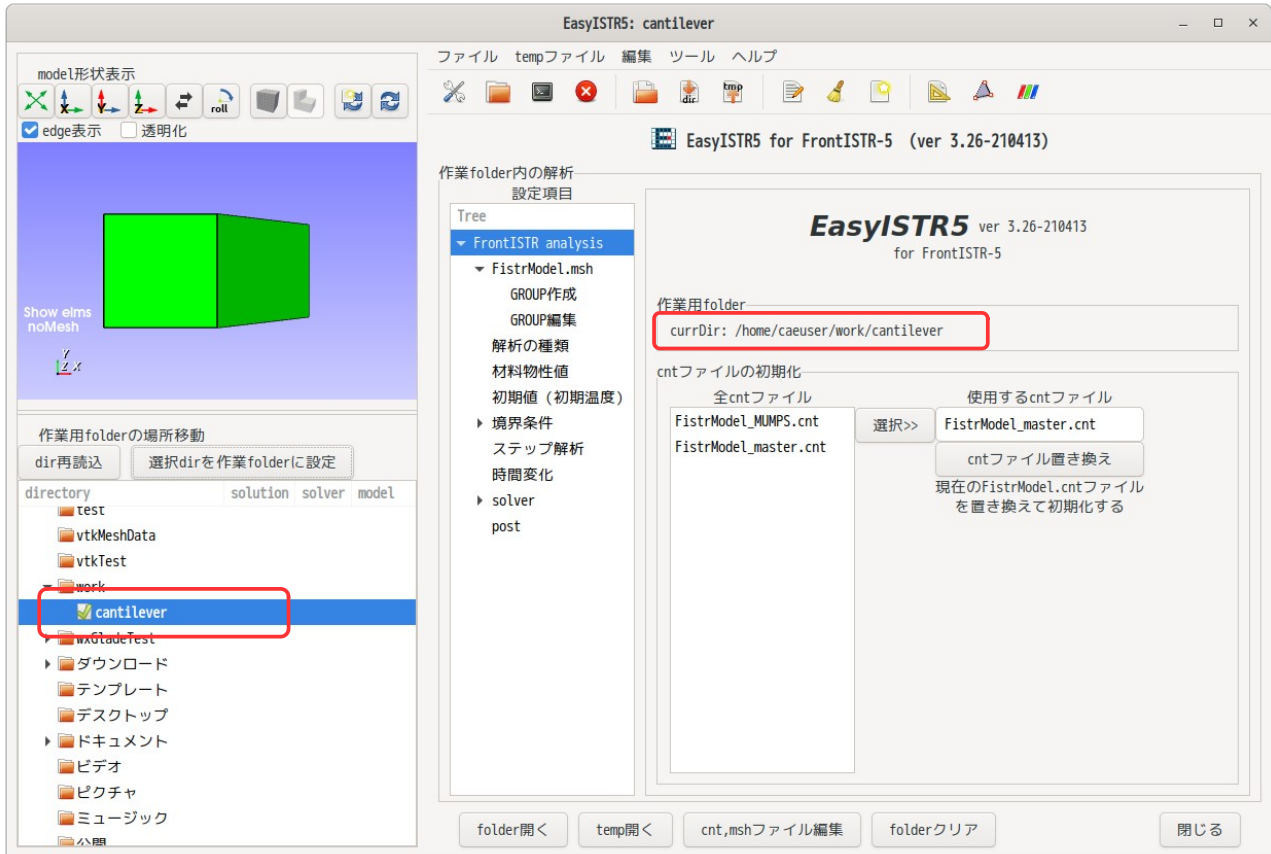 EasyISTR5: cantilever
model形状表示
X
Y
Z
roll
edge表示
透明化
Show elms
noMesh
Y
Z X
作業用folderの場所移動
dir再読込
選択dirを作業folderに設定
directory solution solver model
test
vtkMeshData
vtkTest
work
cantilever
wxGladeTest
ダウンロード
テンプレート
デスクトップ
ドキュメント
ビデオ
ピクチャ
ミュージック
公開
ファイル tempファイル 編集 ツール ヘルプ
dir
tmp
EasyISTR5 for FrontISTR-5 (ver 3.26-210413)
作業folder内の解析
設定項目
Tree
FrontISTR analysis
FistrModel.msh
GROUP作成
GROUP編集
解析の種類
材料物性値
初期値 (初期温度)
境界条件
ステップ解析
時間変化
solver
post
EasyISTR5 ver 3.26-210413
for FrontISTR-5
作業用folder
currDir: /home/caeuser/work/cantilever
cntファイルの初期化
全cntファイル
FistrModel_MUMPS.cnt
FistrModel_master.cnt
選択>>
使用するcntファイル
FistrModel_master.cnt
cntファイル置き換え
現在のFistrModel.cntファイル
を置き換えて初期化する
folder開く
temp開く
cnt,mshファイル編集
folderクリア
閉じる